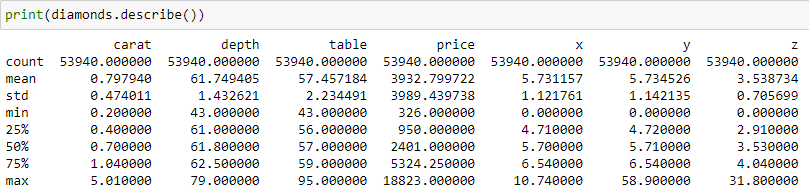 print(diamonds.describe())
carat depth table price x y z
count 53940.000000 53940.000000 53940.000000 53940.000000 53940.000000 53940.000000 53940.000000
mean 0.797940 61.749405 57.457184 3932.799722 5.731157 5.734526 3.538734
std 0.474011 1.432621 2.234491 3989.439738 1.121761 1.142135 0.705699
min 0.200000 43.000000 43.000000 326.000000 0.000000 0.000000 0.000000
25% 0.400000 61.000000 56.000000 950.000000 4.710000 4.720000 2.910000
50% 0.700000 61.800000 57.000000 2401.000000 5.700000 5.710000 3.530000
75% 1.040000 62.500000 59.000000 5324.250000 6.540000 6.540000 4.040000
max 5.010000 79.000000 95.000000 18823.000000 10.740000 58.900000 31.800000